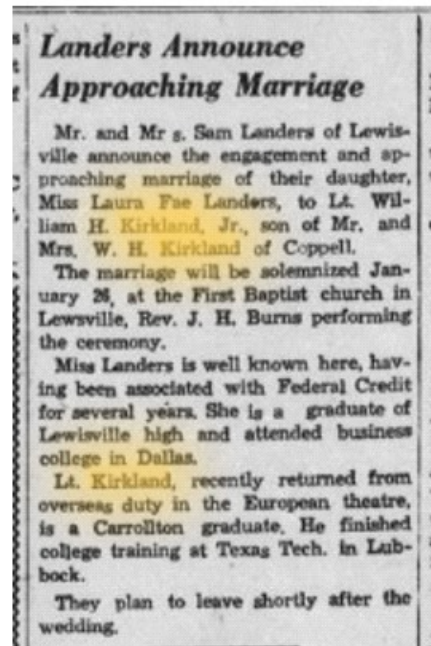 Landers Announce
Approaching Marriage
Mr. and Mr s. Sam Landers of Lewis-
ville announce the engagement and ap-
proaching marriage of their daughter,
Miss Laura Fae Landers, to Lt. Wil-
liam H. Kirkland, Jr., son of Mr. and
Mrs. W. H. Kirkland of Coppell.
The marriage will be solemnized Jan-
uary 26, at the First Baptist church in
Lewsville, Rev. J. H. Burns performing
the ceremony.
Miss Landers is well known here, hav-
ing been associated with Federal Credit
for several years. She is a graduate of
Lewisville high and attended business
college in Dallas.
Lt. Kirkland, recently returned from
overseas duty in the European theatre,
is a Carrollton graduate. He finished
college training at Texas Tech. in Lub-
bock.
They plan to leave shortly after the
wedding.